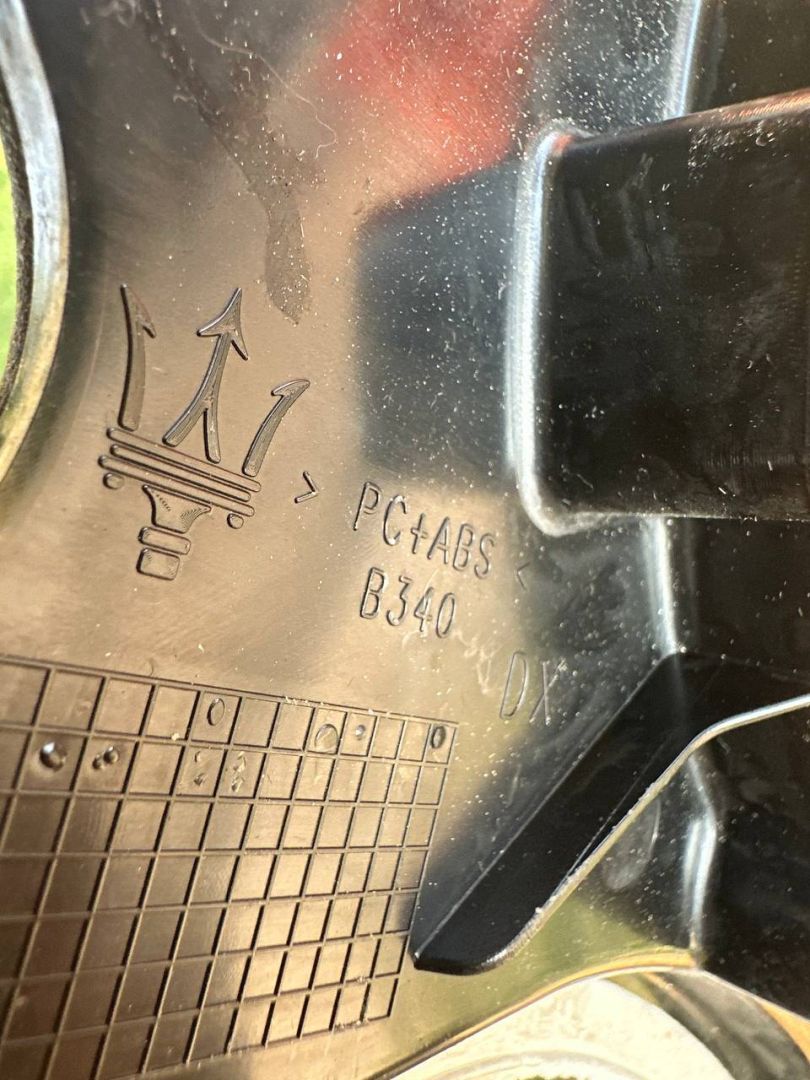 > PC+ABS <
B340
DX